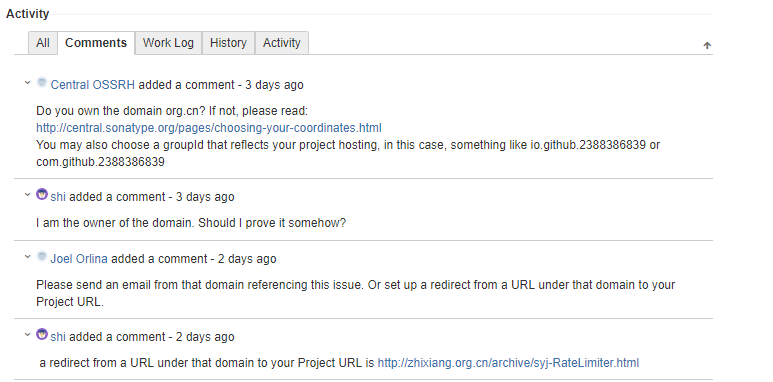 Activity
All Comments Work Log History Activity
Central OSSRH added a comment - 3 days ago
Do you own the domain org.cn? If not, please read:
http://central.sonatype.org/pages/choosing-your-coordinates.html
You may also choose a groupId that reflects your project hosting, in this case, something like io.github.2388386839 or
com.github.2388386839
shi added a comment - 3 days ago
I am the owner of the domain. Should I prove it somehow?
Joel Orlina added a comment - 2 days ago
Please send an email from that domain referencing this issue. Or set up a redirect from a URL under that domain to your
Project URL.
shi added a comment - 2 days ago
a redirect from a URL under that domain to your Project URL is http://zhixiang.org.cn/archive/syj-RateLimiter.html